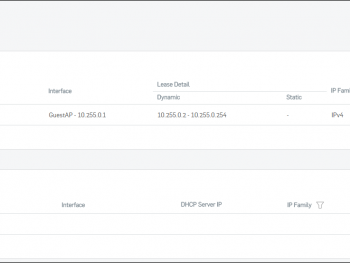 Lease Detail
Interface
IP Fami
Dynamic
Static
GuestAP - 10.255.0.1
10.255.0.2 - 10.255.0.254
-
IPv4
Interface
DHCP Server IP
IP Family